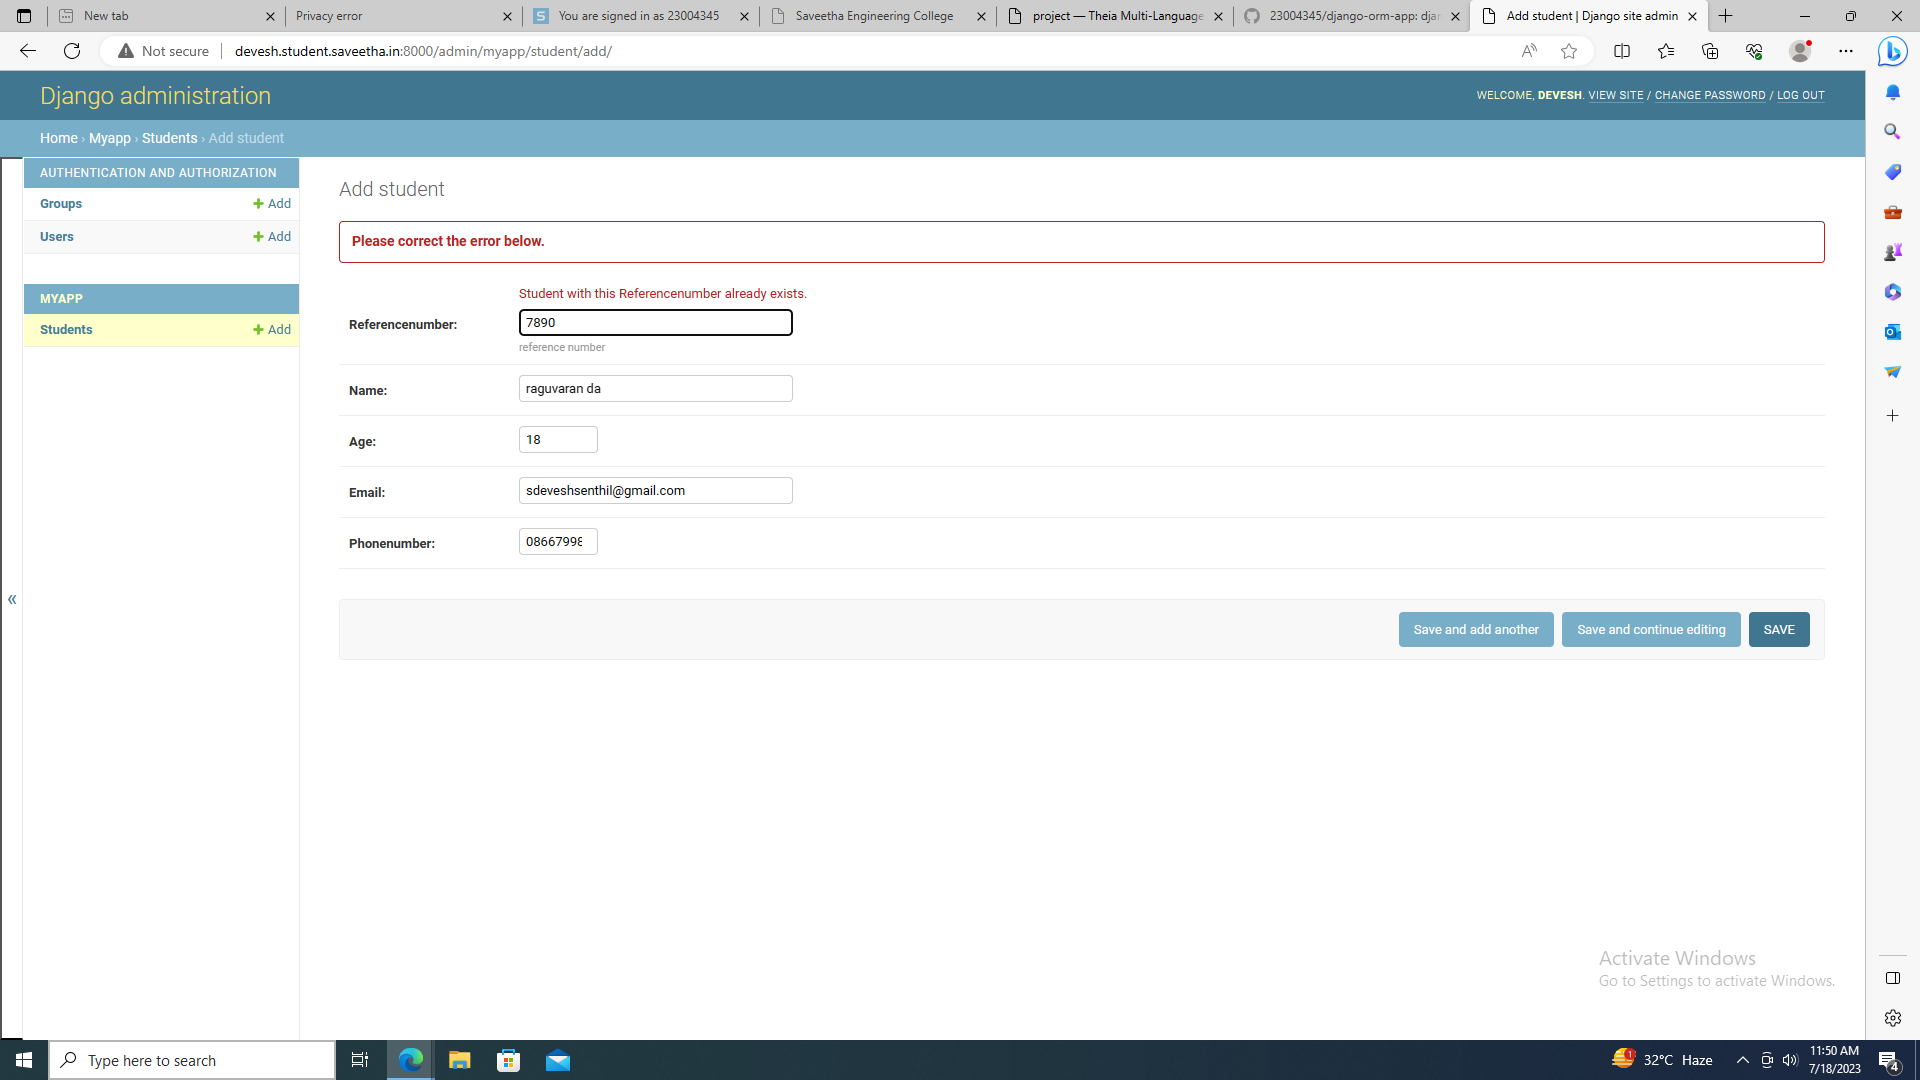 New tab
Privacy error
You are signed in as 23004345
Saveetha Engineering College
project — Theia Multi-Language
23004345/django-orm-app: djan
Add student | Django site admin
Not secure
devesh.student.saveetha.in:8000/admin/myapp/student/add/
Django administration
WELCOME, DEVESH. VIEW SITE / CHANGE PASSWORD / LOG OUT
Home › Myapp › Students › Add student
AUTHENTICATION AND AUTHORIZATION
Groups + Add
Users + Add
MYAPP
Students + Add
«
Add student
Please correct the error below.
Student with this Referencenumber already exists.
Referencenumber: 7890
reference number
Name: raguvaran da
Age: 18
Email: sdeveshsenthil@gmail.com
Phonenumber: 08667998
Save and add another
Save and continue editing
SAVE
Activate Windows
Go to Settings to activate Windows.
Type here to search
32°C Haze
11:50 AM
7/18/2023
4